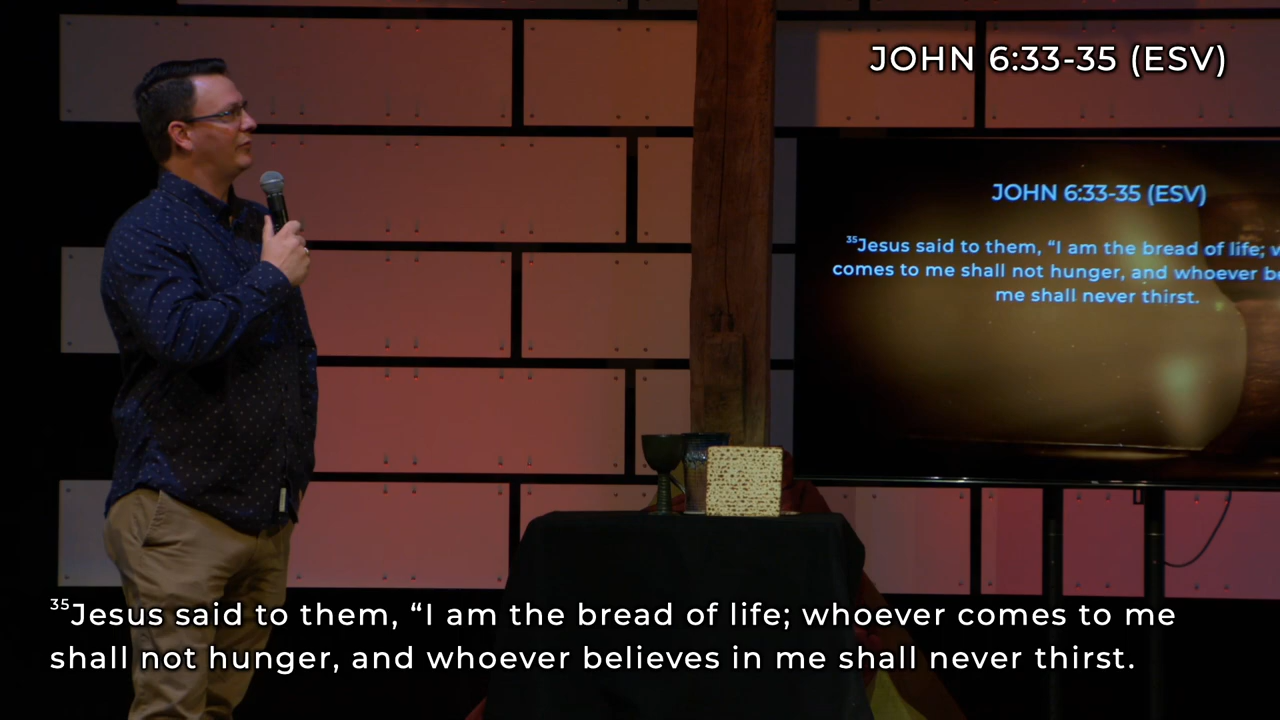 JOHN 6:33-35 (ESV)
JOHN 6:33-35 (ESV)
³⁵Jesus said to them, “I am the bread of life; w
comes to me shall not hunger, and whoever be
me shall never thirst.
³⁵Jesus said to them, “I am the bread of life; whoever comes to me
shall not hunger, and whoever believes in me shall never thirst.